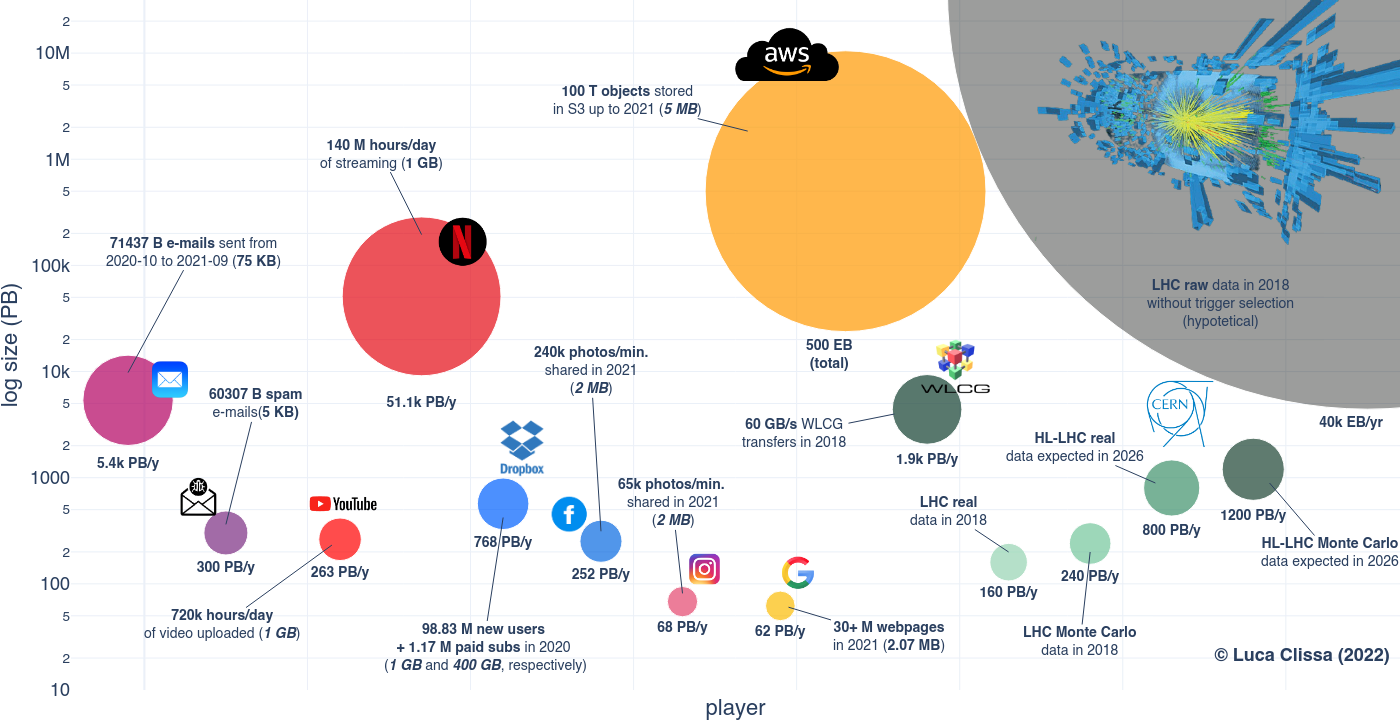 2
10M
5
2
1M
5
2
100k
5
2
10k
5
2
1000
5
2
100
5
2
10
log size (PB)
player
aws
100 T objects stored
in S3 up to 2021 (5 MB)
500 EB
(total)
140 M hours/day
of streaming (1 GB)
N
51.1k PB/y
71437 B e-mails sent from
2020-10 to 2021-09 (75 KB)
5.4k PB/y
60307 B spam
e-mails(5 KB)
300 PB/y
YouTube
263 PB/y
720k hours/day
of video uploaded (1 GB)
Dropbox
768 PB/y
98.83 M new users
+ 1.17 M paid subs in 2020
(1 GB and 400 GB, respectively)
240k photos/min.
shared in 2021
(2 MB)
f
252 PB/y
65k photos/min.
shared in 2021
(2 MB)
68 PB/y
G
62 PB/y
30+ M webpages
in 2021 (2.07 MB)
WLCG
60 GB/s WLCG
transfers in 2018
1.9k PB/y
LHC raw data in 2018
without trigger selection
(hypotetical)
40k EB/yr
CERN
HL-LHC real
data expected in 2026
800 PB/y
LHC real
data in 2018
160 PB/y
240 PB/y
LHC Monte Carlo
data in 2018
1200 PB/y
HL-LHC Monte Carlo
data expected in 2026
© Luca Clissa (2022)